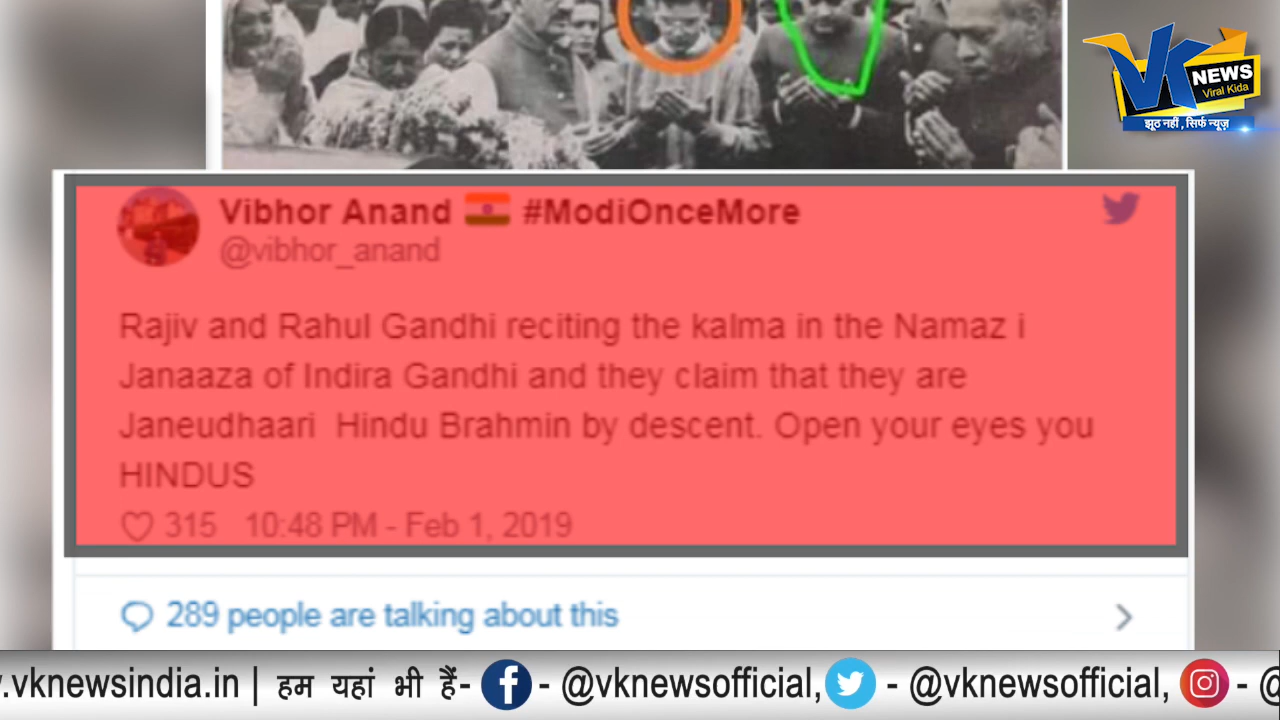 VK NEWS
Viral Kida
झूठ नहीं, सिर्फ न्यूज़
Vibhor Anand #ModiOnceMore
@vibhor_anand
Rajiv and Rahul Gandhi reciting the kalma in the Namaz i
Janaaza of Indira Gandhi and they claim that they are
Janeudhaari Hindu Brahmin by descent. Open your eyes you
HINDUS
315 10:48 PM - Feb 1, 2019
289 people are talking about this
.vknewsindia.in | हम यहां भी हैं- - @vknewsofficial, - @vknewsofficial, - @